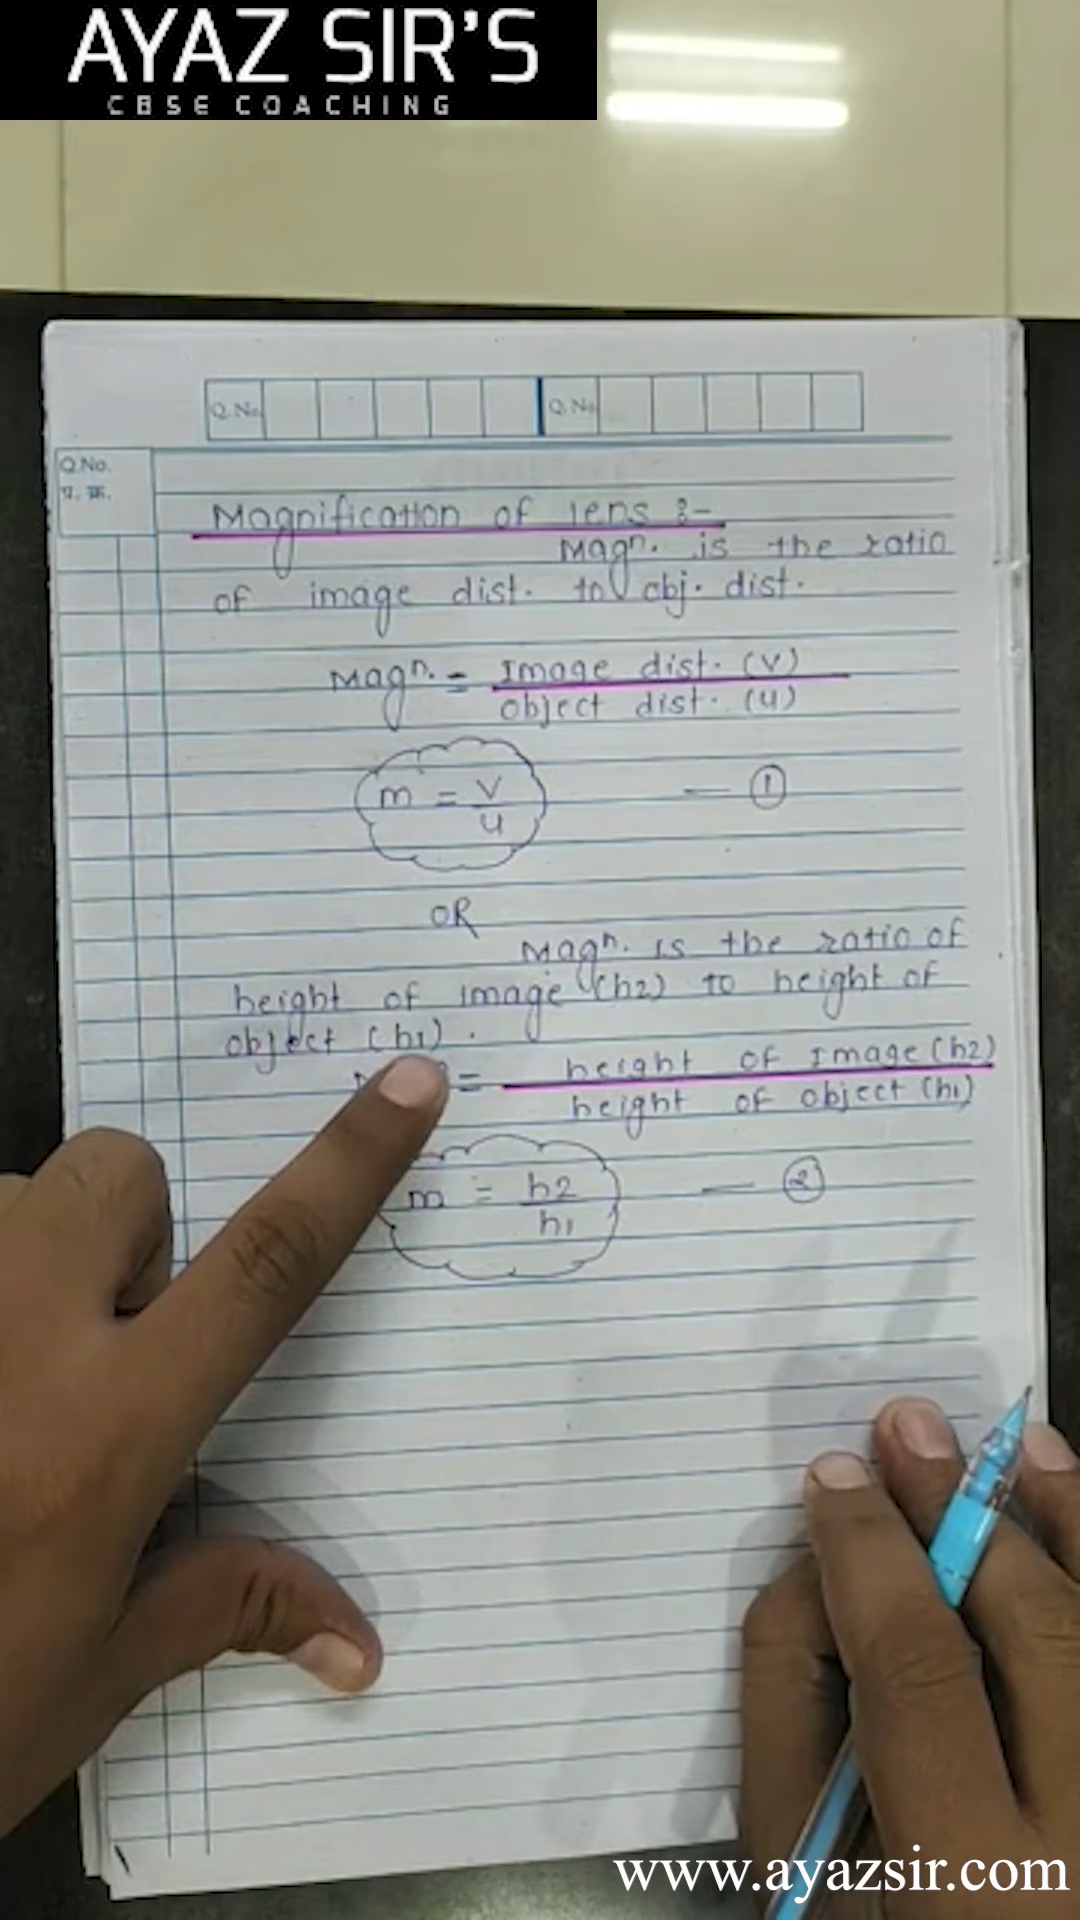 AYAZ SIR'S
CBSE COACHING
Q.No. Q.No.
Q.No.
प्र. क्र.
Magnification of lens :-
Magn. is the ratio
of image dist. to obj. dist.
Magn. = Image dist. (v)
object dist. (u)
m = v
u
1
OR
Magn. is the ratio of
height of image (h2) to height of
object (h1).
= height of Image (h2)
height of object (h1)
m = h2
h1
2
www.ayazsir.com